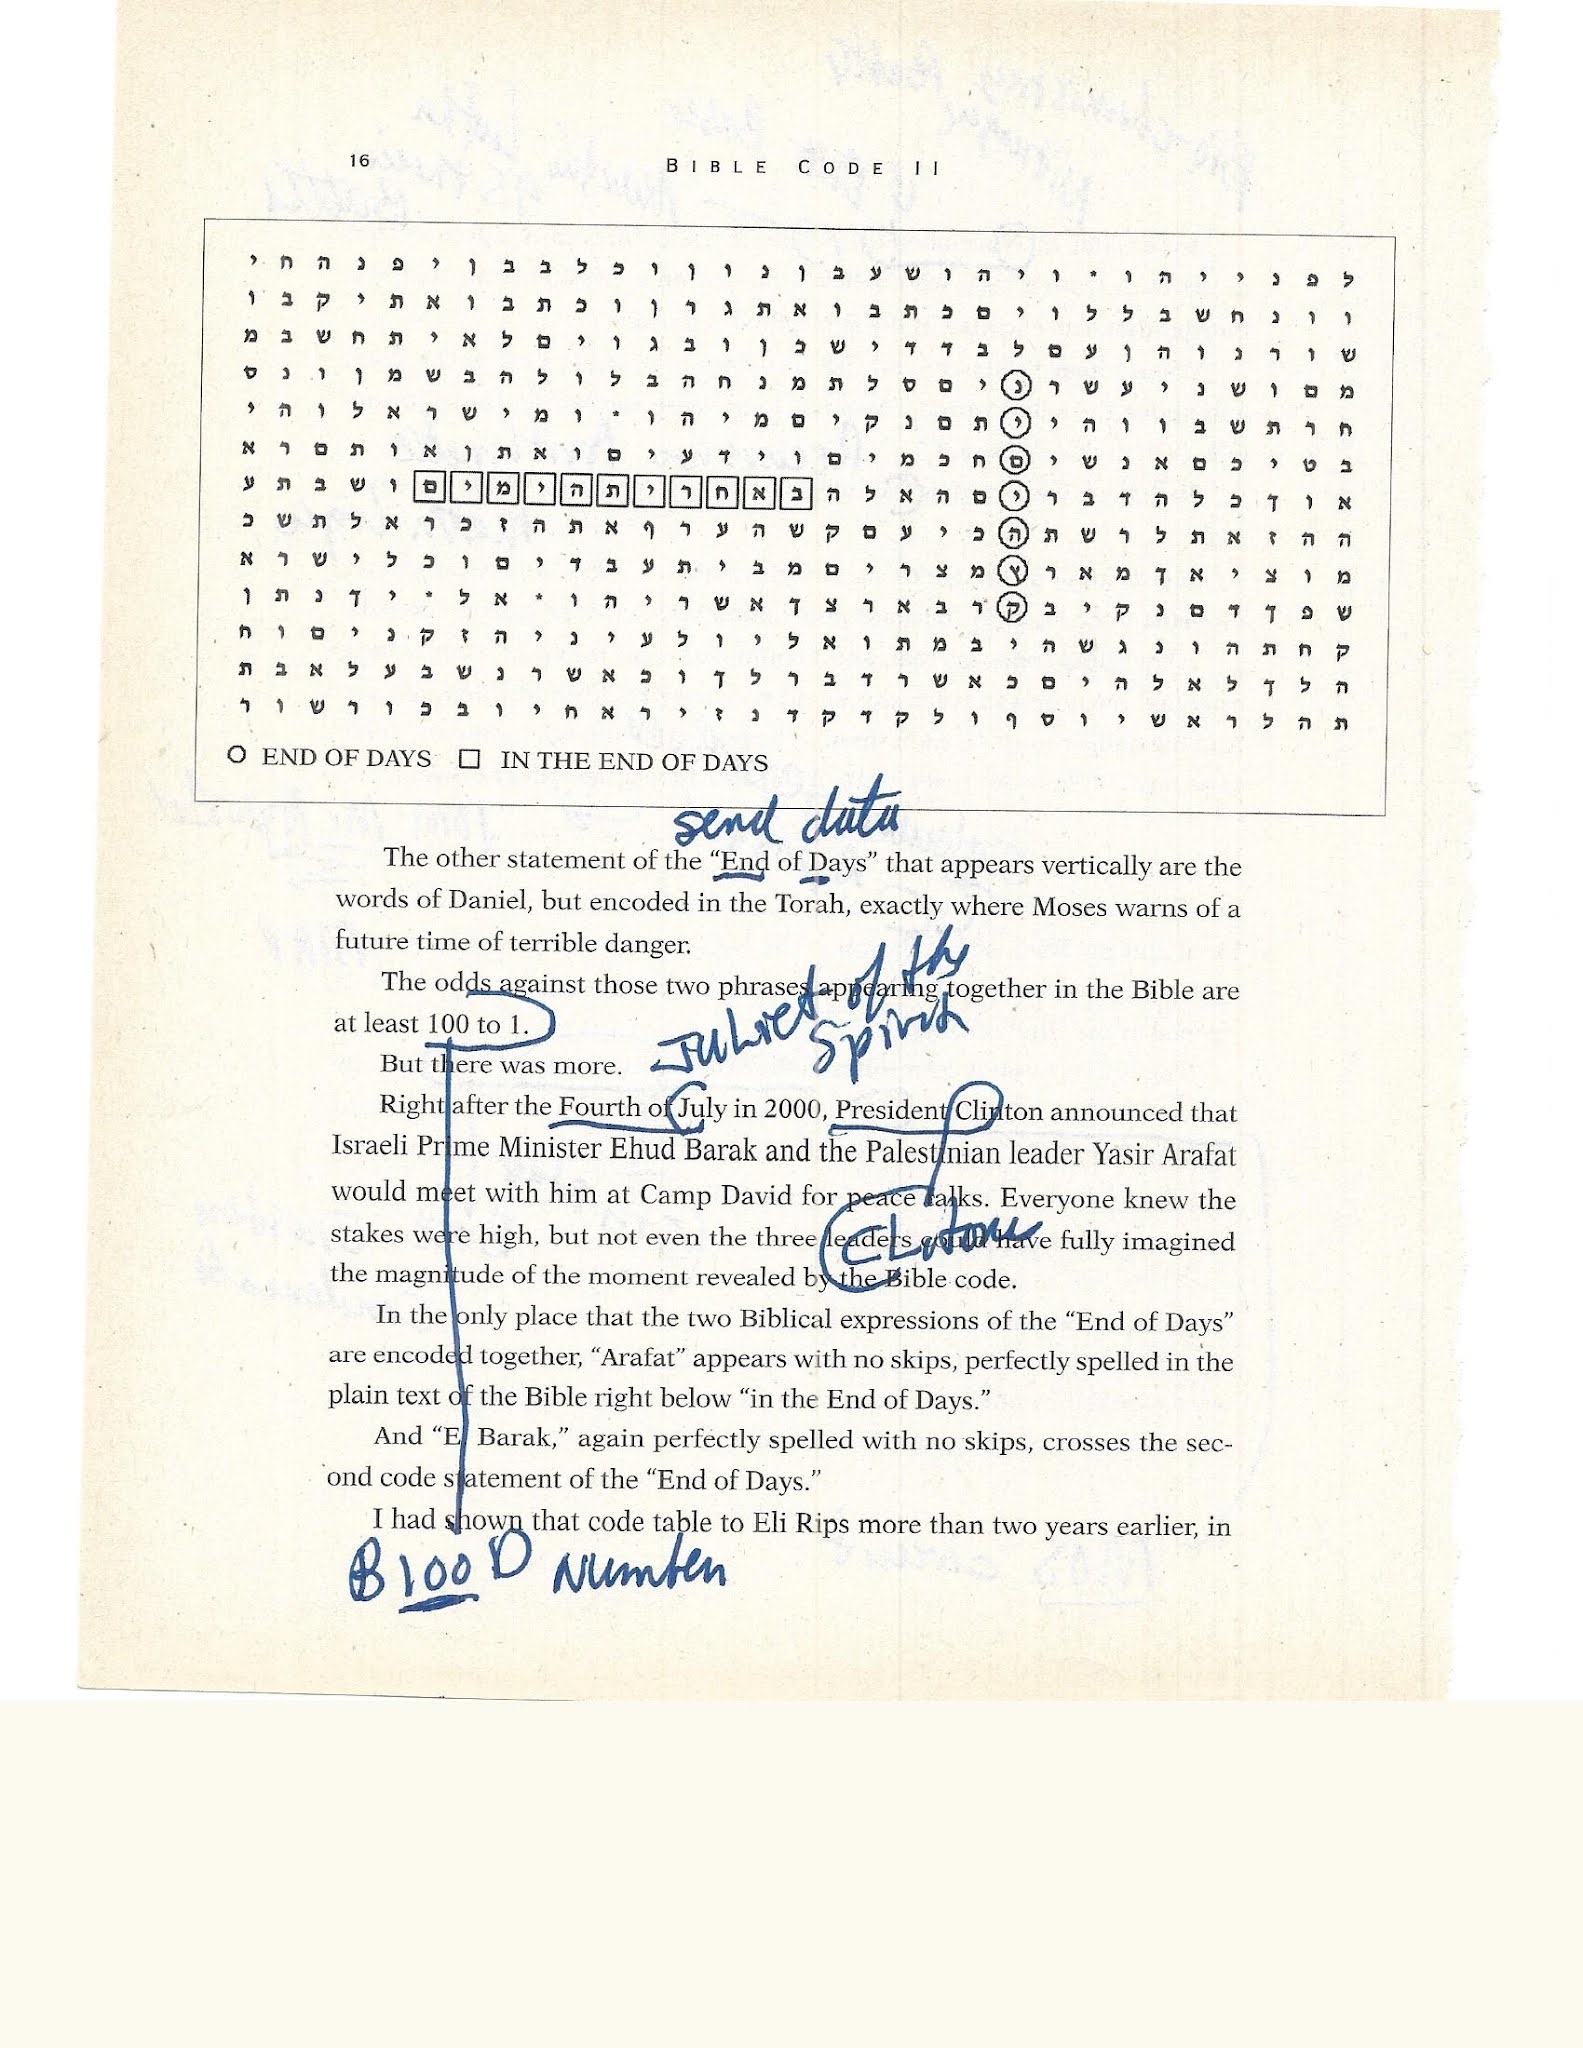 16
BIBLE CODE II
ל פ נ י י ה ו * ו י ה ו ש ע ב ן נ ו ן ו כ ל ב ב ן י פ נ ה ח י
ו ו נ ח ש ב ל ל ו י ם כ ת ב ו א ת ג ר ן ו כ ת ב ו א ת י ק ב ו
ש ו ר נ ו ה ן ע ם ל ב ד ד י ש כ ן ו ב ג ו י ם ל א י ת ח ש ב מ
מ ם ו ש נ י ע ש ר נ י ם ס ל ת מ נ ח ה ב ל ו ל ה ב ש מ ן ו נ ס
ח ר ת ש ב ו ו ה י י ת ם נ ק י ם מ י ה ו * ו מ י ש ר א ל ו ה י
ב ט י כ ם א נ ש י ם ח כ מ י ם ו י ד ע י ם ו א ת ן א ו ת ם ר א
א ו ך כ ל ה ד ב ר י ם ה א ל ה ב א ח ר י ת ה י מ י ם ו ש ב ת ע
ה ה ז א ת ל ר ש ת ה כ י ע ם ק ש ה ע ר ף א ת ה ז כ ר א ל ת ש כ
מ ו צ י א ך מ א ר ץ מ צ ר י ם מ ב י ת ע ב ד י ם ו כ ל י ש ר א
ש פ ך ד ם נ ק י ב ק ר ב א ר צ ך א ש ר י ה ו * א ל * י ך נ ת ן
ק ח ת ה ו נ ג ש ה י ב מ ת ו א ל י ו ל ע י נ י ה ז ק נ י ם ו ח
ה ל ך ל א ל ה י ם כ א ש ר ד ב ר ל ך ו כ א ש ר נ ש ב ע ל א ב ת
ת ה ל ר א ש י ו ס ף ו ל ק ד ק ד נ ז י ר א ח י ו ב כ ו ר ש ו ר
END OF DAYS IN THE END OF DAYS
send data
The other statement of the “End of Days” that appears vertically are the
words of Daniel, but encoded in the Torah, exactly where Moses warns of a
future time of terrible danger.
The odds against those two phrases appearing together in the Bible are
at least 100 to 1.
Juliet of the
Spirit
But there was more.
Right after the Fourth of July in 2000, President Clinton announced that
Israeli Prime Minister Ehud Barak and the Palestinian leader Yasir Arafat
would meet with him at Camp David for peace talks. Everyone knew the
stakes were high, but not even the three leaders could have fully imagined
the magnitude of the moment revealed by the Bible code.
In the only place that the two Biblical expressions of the “End of Days”
are encoded together, “Arafat” appears with no skips, perfectly spelled in the
plain text of the Bible right below “in the End of Days.”
And “E. Barak,” again perfectly spelled with no skips, crosses the sec-
ond code statement of the “End of Days.”
I had shown that code table to Eli Rips more than two years earlier, in
B100D Number